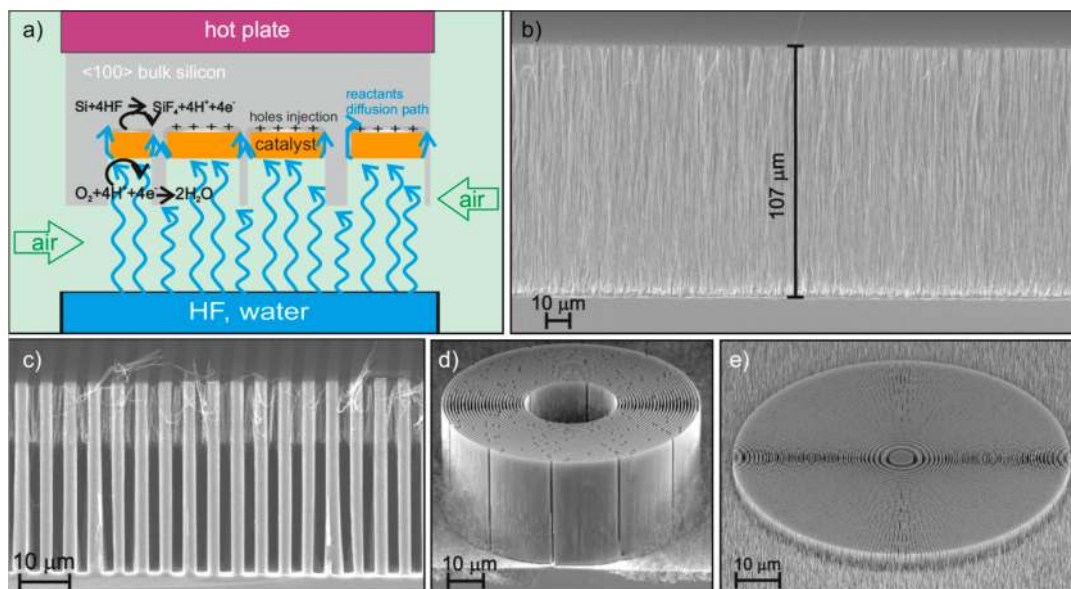 a)
hot plate
<100> bulk silicon
Si+4HF
SiF₄+4H⁺+4e⁻
reactants
diffusion path
holes injection
+ + + +
+ + + +
+ + + +
catalyst
O₂+4H⁺+4e⁻
2H₂O
air
air
HF, water
b)
107 µm
10 µm
c)
10 µm
d)
10 µm
e)
10 µm